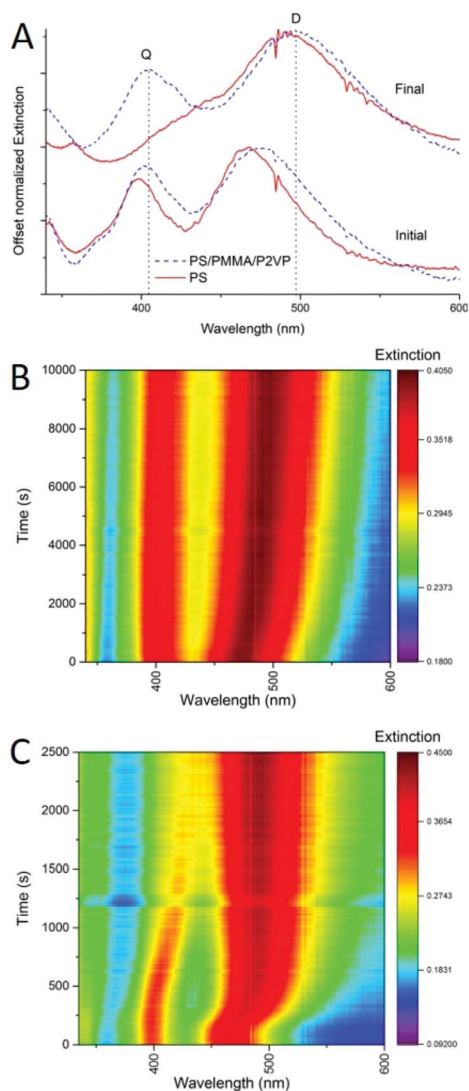 A
Q
D
Offset normalized Extinction
Final
Initial
PS/PMMA/P2VP
PS
400
500
600
Wavelength (nm)
B
Extinction
10000
8000
6000
4000
2000
0
Time (s)
400
500
600
Wavelength (nm)
0.4050
0.3518
0.2945
0.2373
0.1800
C
Extinction
2500
2000
1500
1000
500
0
Time (s)
400
500
600
Wavelength (nm)
0.4500
0.3654
0.2743
0.1831
0.09200